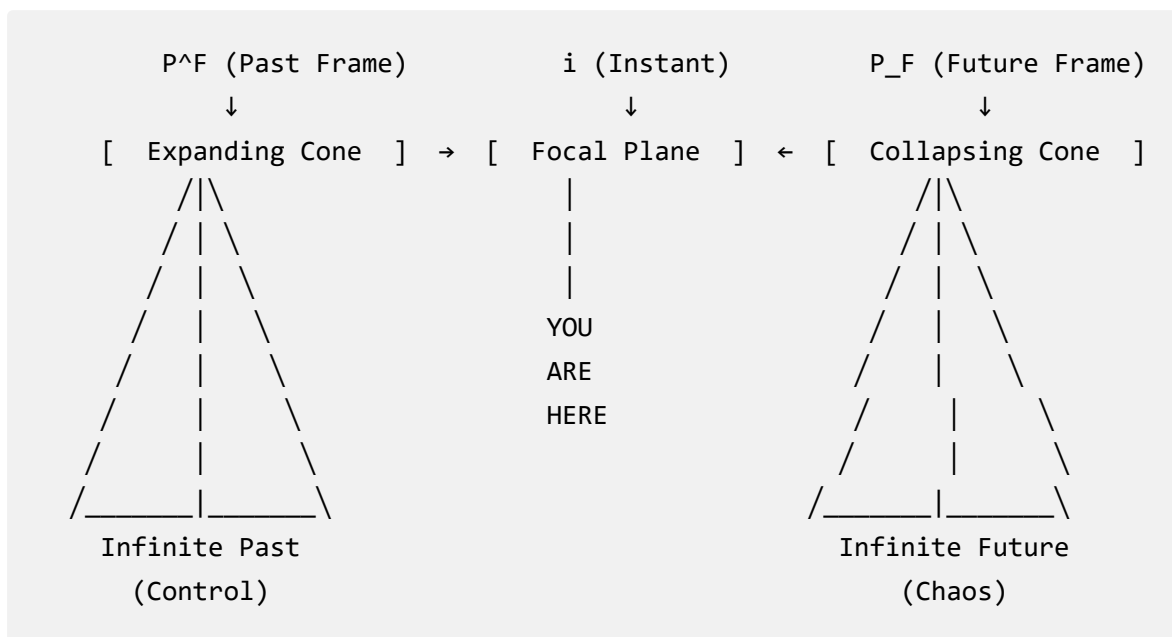 P^F (Past Frame) i (Instant) P_F (Future Frame)
↓ ↓ ↓
[ Expanding Cone ] → [ Focal Plane ] ← [ Collapsing Cone ]
YOU
ARE
HERE
Infinite Past Infinite Future
(Control) (Chaos)